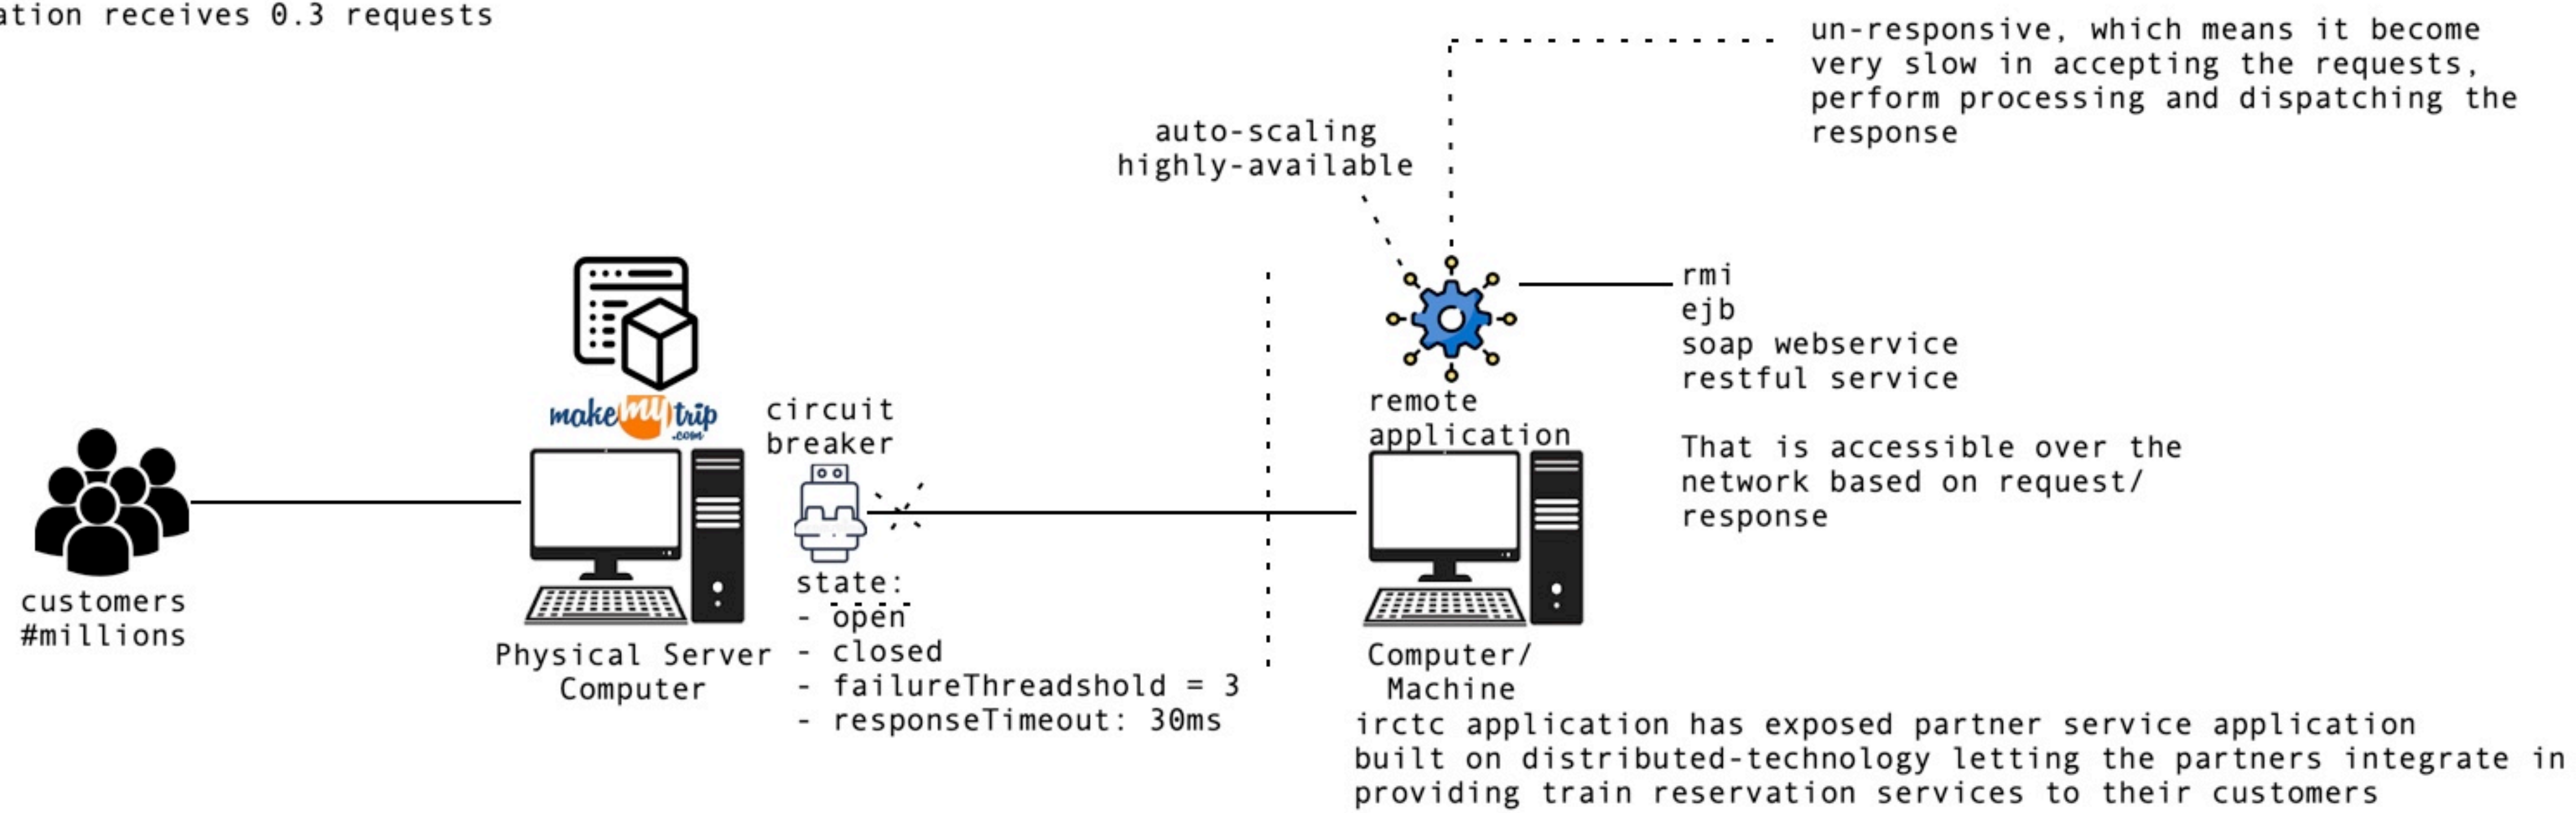 ation receives 0.3 requests
un-responsive, which means it become
very slow in accepting the requests,
perform processing and dispatching the
response
auto-scaling
highly-available
rmi
ejb
soap webservice
restful service
That is accessible over the
network based on request/
response
remote
application
makemytrip
.com
circuit
breaker
customers
#millions
Physical Server
Computer
state:
- open
- closed
- failureThreadshold = 3
- responseTimeout: 30ms
Computer/
Machine
irctc application has exposed partner service application
built on distributed-technology letting the partners integrate in
providing train reservation services to their customers